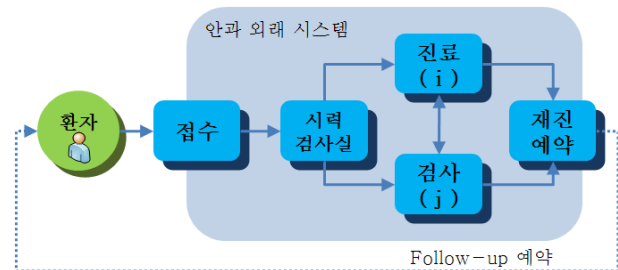 안과 외래 시스템
환자
접수
시력
검사실
진료
( i )
검사
( j )
재진
예약
Follow-up 예약